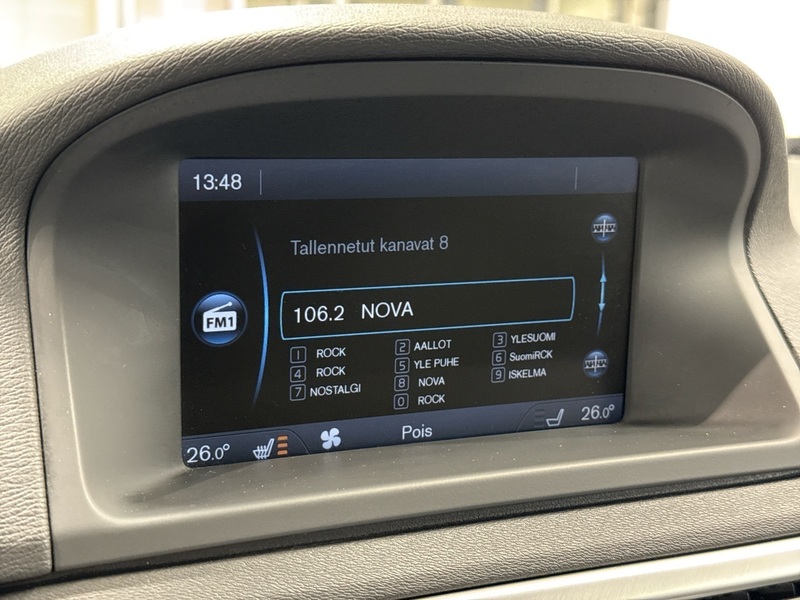 13:48
Tallennetut kanavat 8
FM1
106.2 NOVA
1 ROCK 2 AALLOT 3 YLESUOMI
4 ROCK 5 YLE PUHE 6 SuomiRCK
7 NOSTALGI 8 NOVA 9 ISKELMA
0 ROCK
26.0° Pois 26.0°